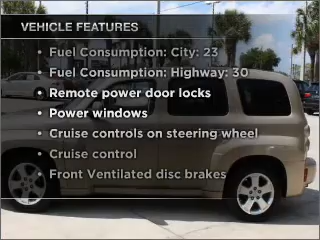 VEHICLE FEATURES
• Fuel Consumption: City: 23
• Fuel Consumption: Highway: 30
• Remote power door locks
• Power windows
• Cruise controls on steering wheel
• Cruise control
• Front Ventilated disc brakes